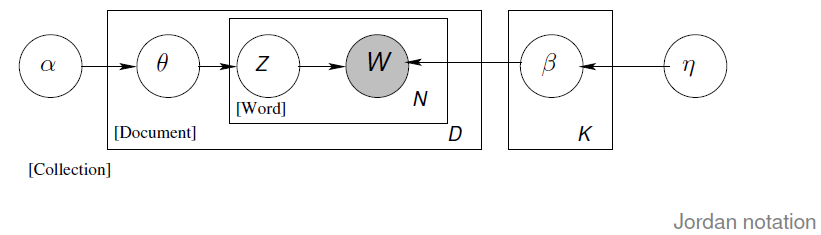 α θ Z W β η
[Word] N
[Document] D K
[Collection]
Jordan notation